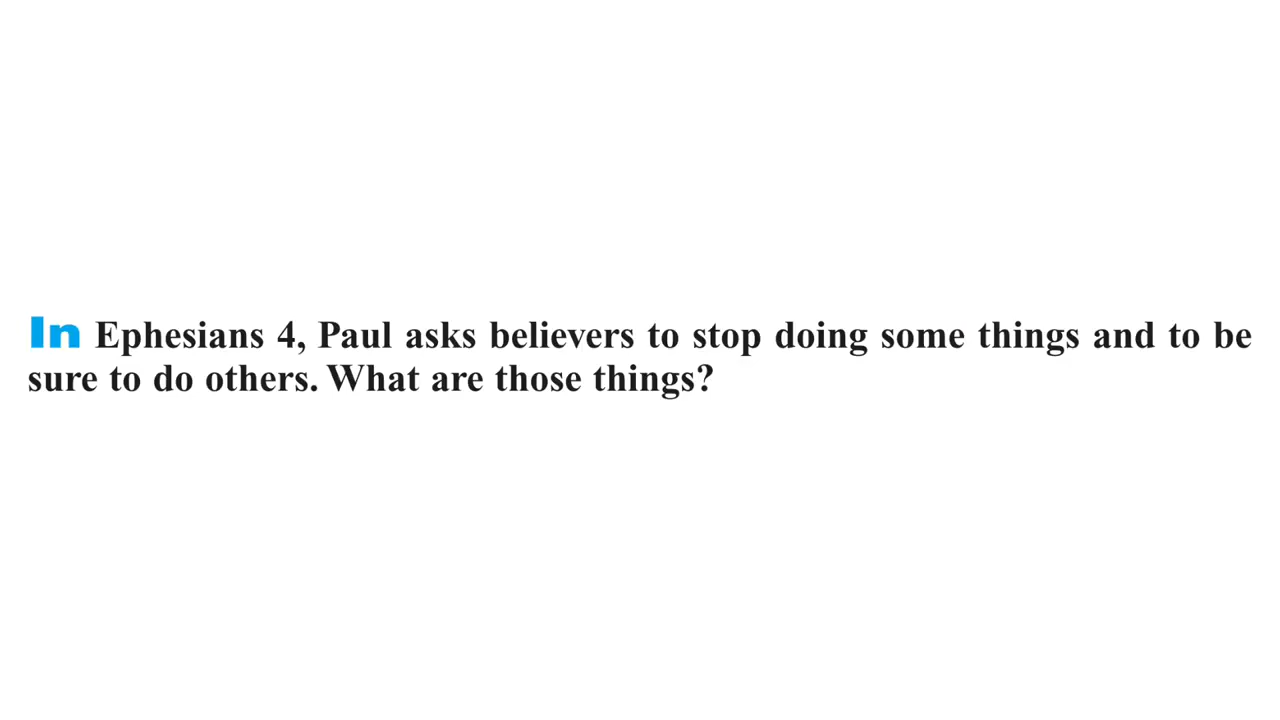 In Ephesians 4, Paul asks believers to stop doing some things and to be
sure to do others. What are those things?